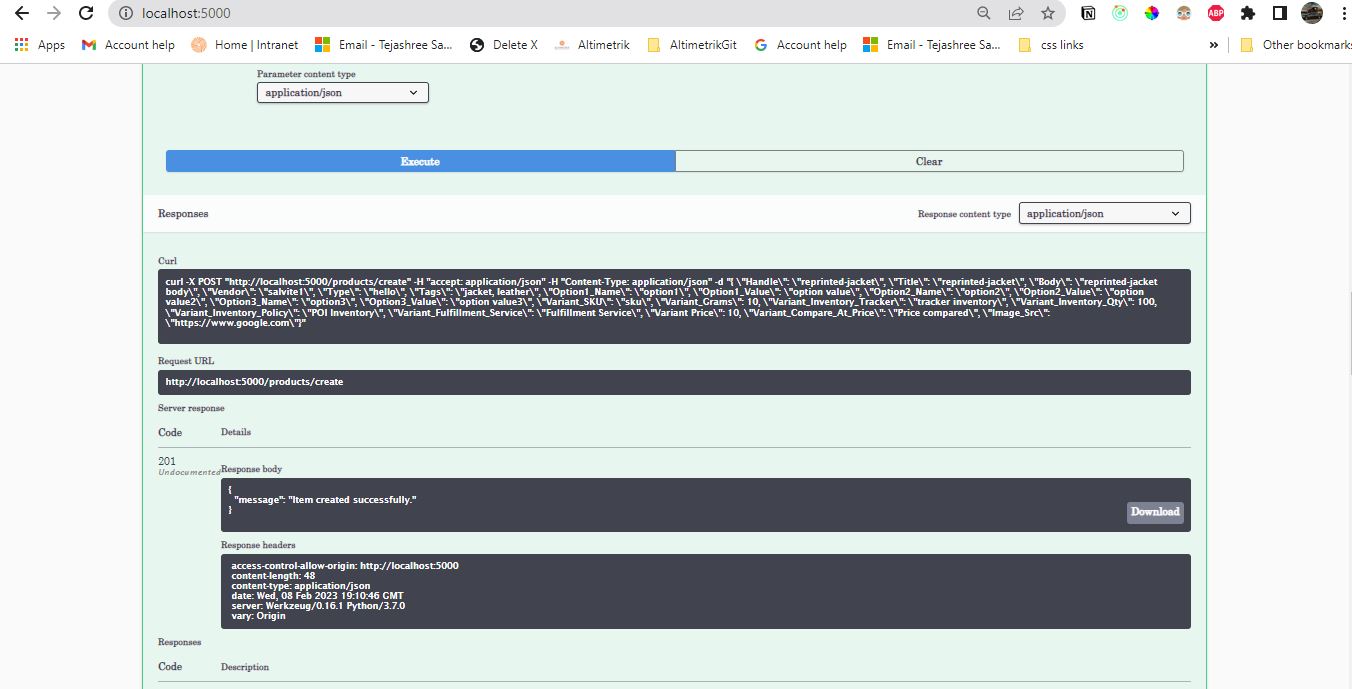 localhost:5000
Apps
Account help
Home | Intranet
Email - Tejashree Sa...
Delete X
Altimetrik
AltimetrikGit
Account help
Email - Tejashree Sa...
css links
»
Other bookmarks
ABP
Parameter content type
application/json
Execute
Clear
Responses
Response content type
application/json
Curl
curl -X POST "http://localhost:5000/products/create" -H "accept: application/json" -H "Content-Type: application/json" -d "{ \"Handle\": \"reprinted-jacket\", \"Title\": \"reprinted-jacket\", \"Body\": \"reprinted-jacket
body\", \"Vendor\": \"salvite1\", \"Type\": \"hello\", \"Tags\": \"jacket, leather\", \"Option1_Name\": \"option1\", \"Option1_Value\": \"option value\", \"Option2_Name\": \"option2\", \"Option2_Value\": \"option
value2\", \"Option3_Name\": \"option3\", \"Option3_Value\": \"option value3\", \"Variant_SKU\": \"sku\", \"Variant_Grams\": 10, \"Variant_Inventory_Tracker\": \"tracker inventory\", \"Variant_Inventory_Qty\": 100,
\"Variant_Inventory_Policy\": \"POI Inventory\", \"Variant_Fulfillment_Service\": \"Fulfillment Service\", \"Variant Price\": 10, \"Variant_Compare_At_Price\": \"Price compared\", \"Image_Src\":
\"https://www.google.com\"}"
Request URL
http://localhost:5000/products/create
Server response
Code
Details
201
Undocumented
Response body
{
"message": "Item created successfully."
}
Download
Response headers
access-control-allow-origin: http://localhost:5000
content-length: 48
content-type: application/json
date: Wed, 08 Feb 2023 19:10:46 GMT
server: Werkzeug/0.16.1 Python/3.7.0
vary: Origin
Responses
Code
Description